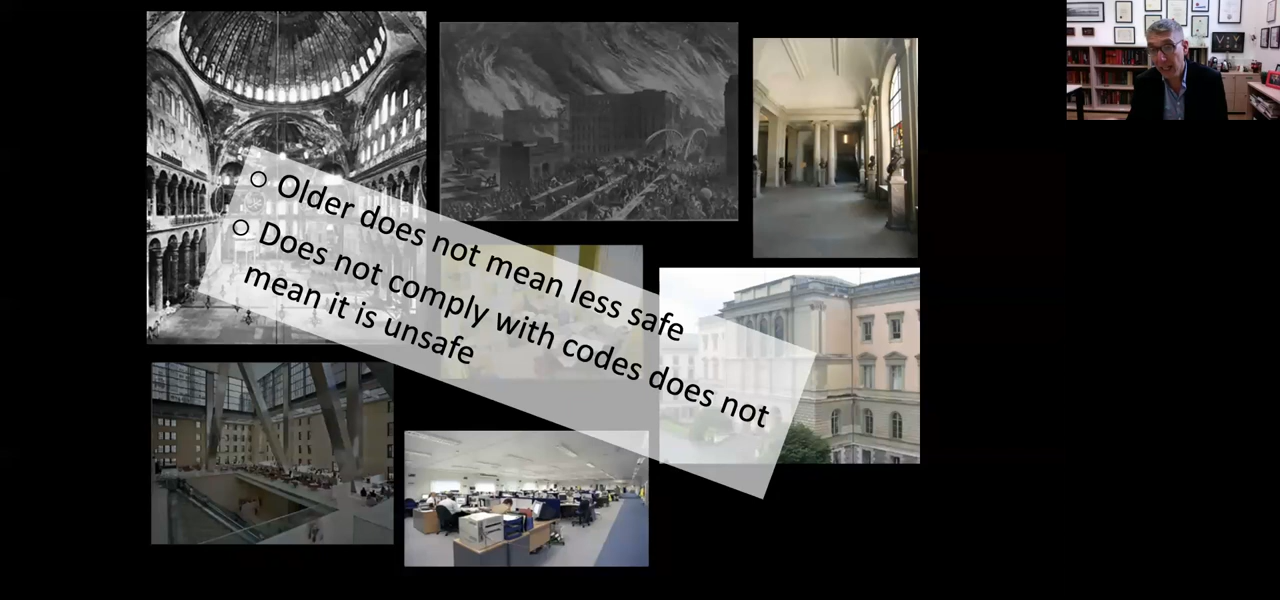 ○ Older does not mean less safe
○ Does not comply with codes does not
mean it is unsafe